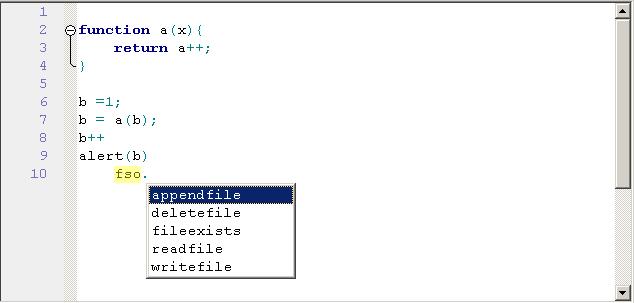 1
2 function a(x){
3 return a++;
4 }
5
6 b =1;
7 b = a(b);
8 b++
9 alert(b)
10 fso.
appendfile
deletefile
fileexists
readfile
writefile